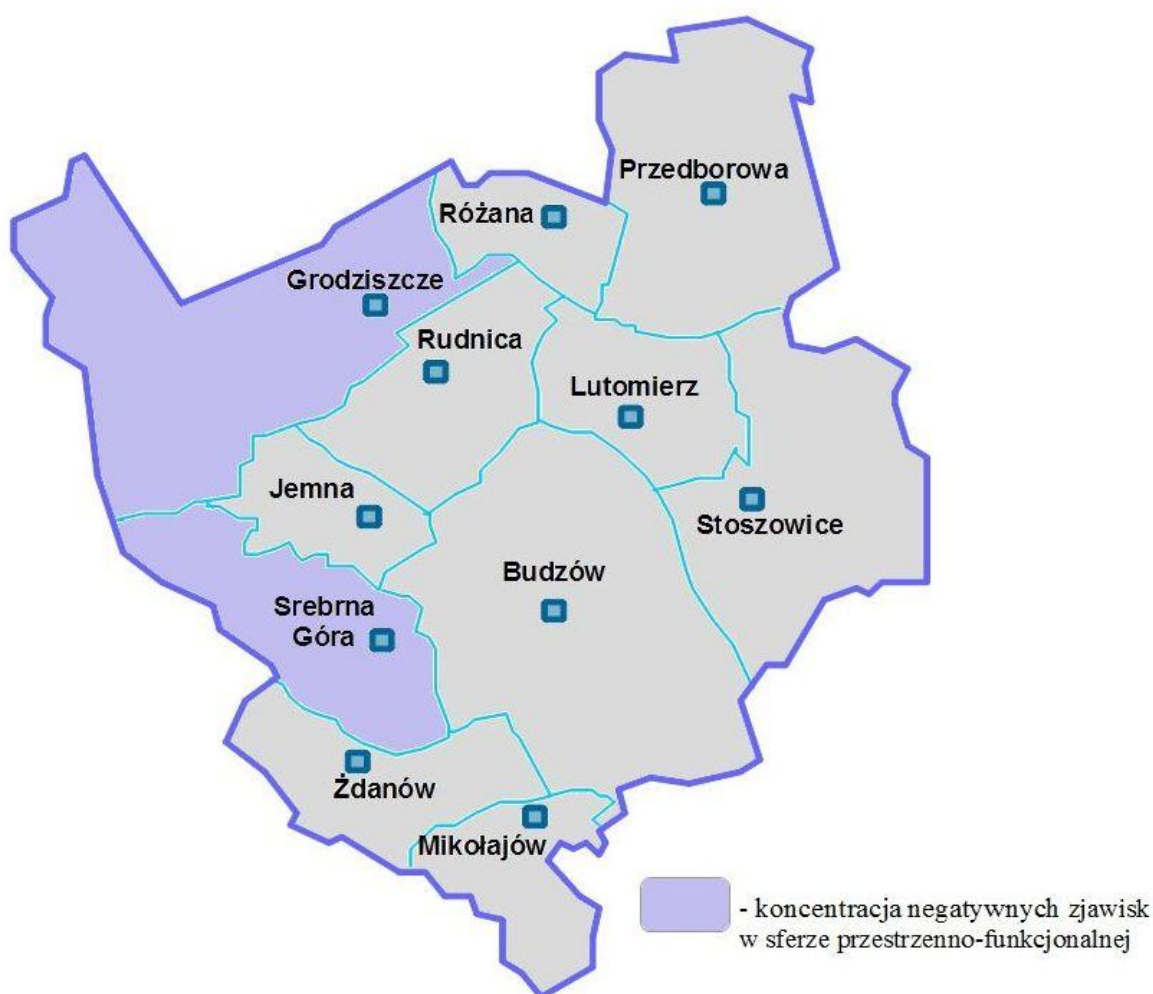 Przedborowa
Różana
Grodziszcze
Rudnica
Lutomierz
Jemna
Stoszowice
Budzów
Srebrna
Góra
Żdanów
Mikołajów
- koncentracja negatywnych zjawisk
w sferze przestrzenno-funkcjonalnej